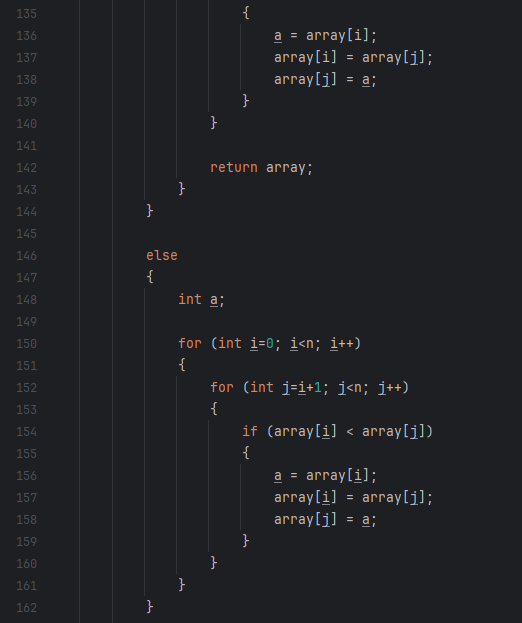 135                         {
136                             a = array[i];
137                             array[i] = array[j];
138                             array[j] = a;
139                         }
140                     }
141
142                     return array;
143                 }
144             }
145
146             else
147             {
148                 int a;
149
150                 for (int i=0; i<n; i++)
151                 {
152                     for (int j=i+1; j<n; j++)
153                     {
154                         if (array[i] < array[j])
155                         {
156                             a = array[i];
157                             array[i] = array[j];
158                             array[j] = a;
159                         }
160                     }
161                 }
162             }